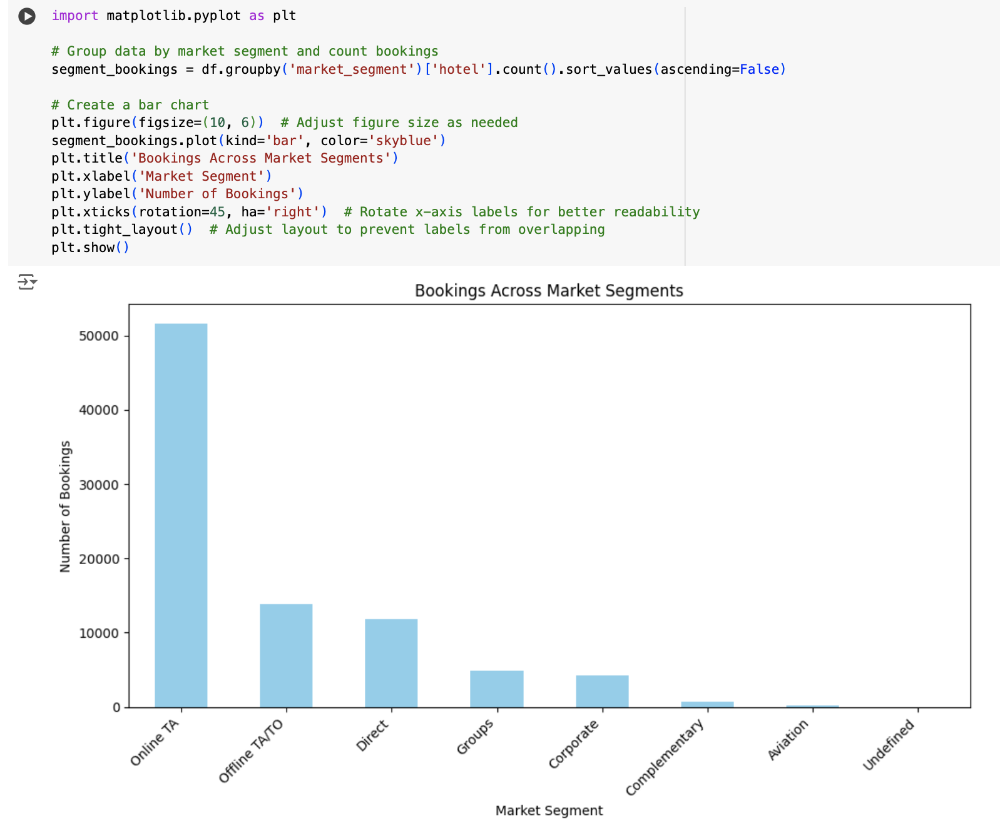 import matplotlib.pyplot as plt
# Group data by market segment and count bookings
segment_bookings = df.groupby('market_segment')['hotel'].count().sort_values(ascending=False)
# Create a bar chart
plt.figure(figsize=(10, 6))  # Adjust figure size as needed
segment_bookings.plot(kind='bar', color='skyblue')
plt.title('Bookings Across Market Segments')
plt.xlabel('Market Segment')
plt.ylabel('Number of Bookings')
plt.xticks(rotation=45, ha='right')  # Rotate x-axis labels for better readability
plt.tight_layout()  # Adjust layout to prevent labels from overlapping
plt.show()
Bookings Across Market Segments
Number of Bookings
50000
40000
30000
20000
10000
0
Online TA
Offline TA/TO
Direct
Groups
Corporate
Complementary
Aviation
Undefined
Market Segment